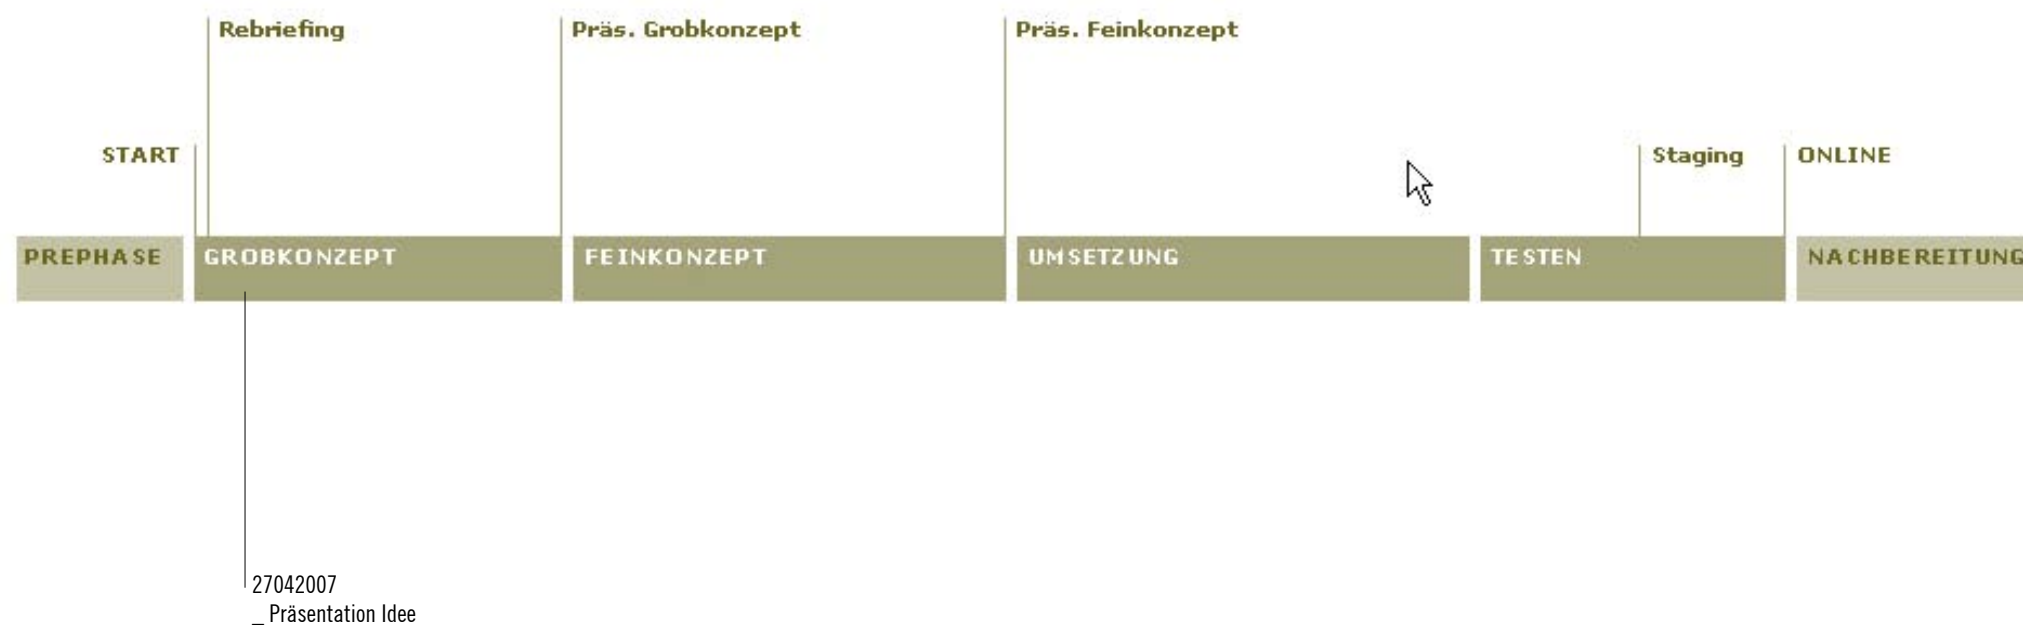 Rebriefing
Präs. Grobkonzept
Präs. Feinkonzept
START
Staging
ONLINE
PREPHASE
GROBKONZEPT
FEINKONZEPT
UMSETZUNG
TESTEN
NACHBEREITUNG
27042007
_ Präsentation Idee